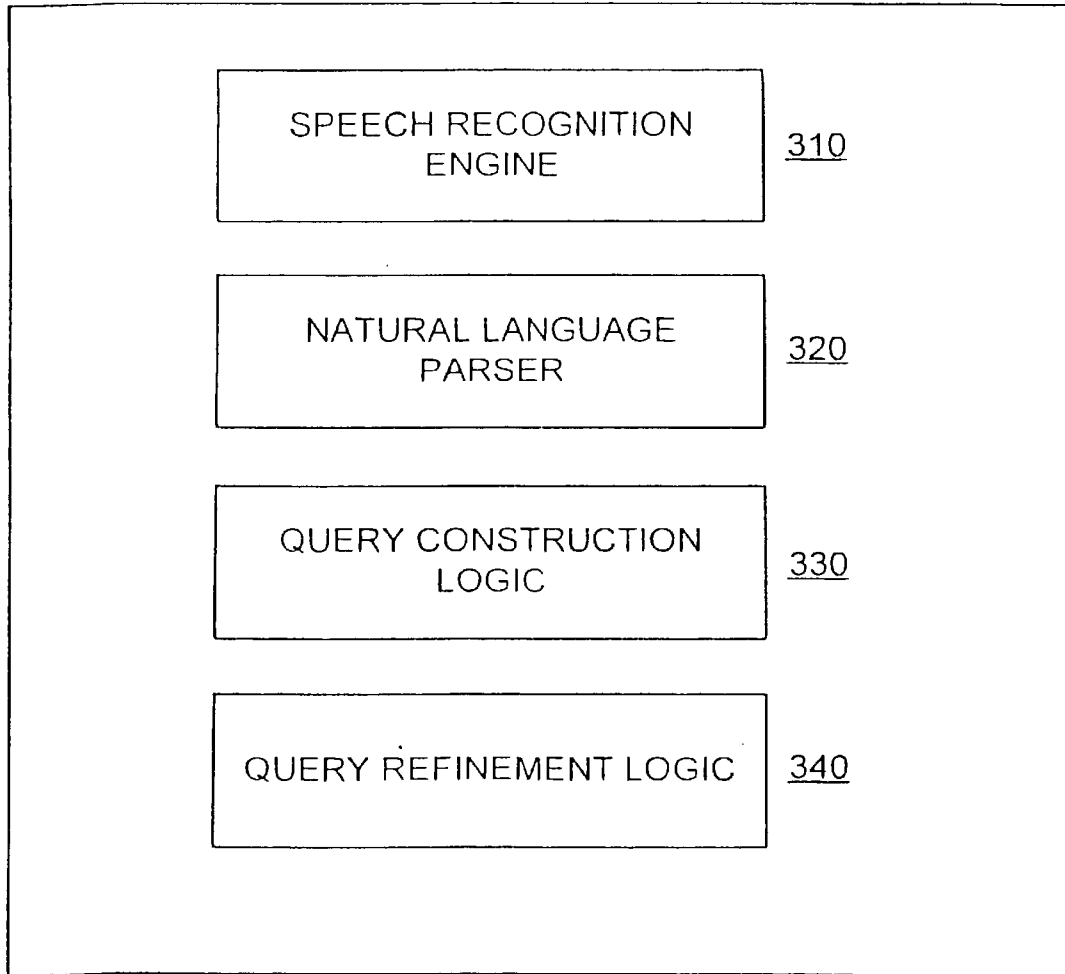 SPEECH RECOGNITION
ENGINE
310
NATURAL LANGUAGE
PARSER
320
QUERY CONSTRUCTION
LOGIC
330
QUERY REFINEMENT LOGIC
340